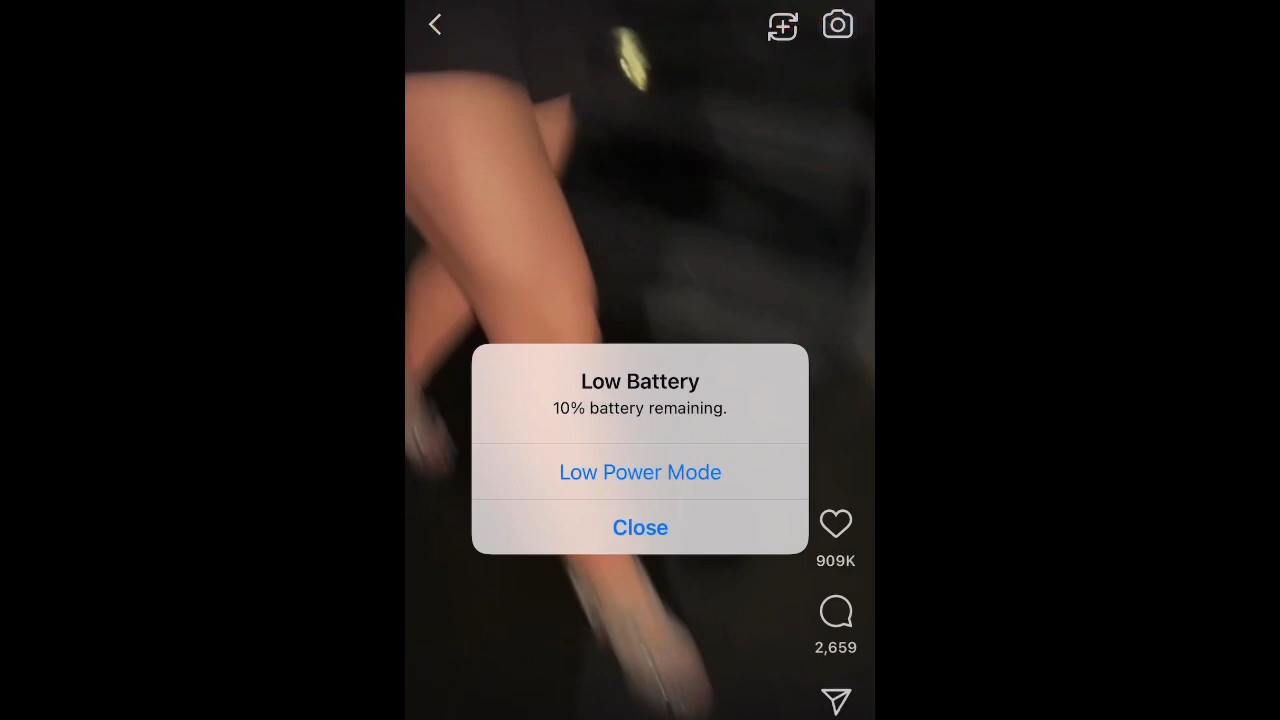 Low Battery
10% battery remaining.
Low Power Mode
Close
909K
2,659